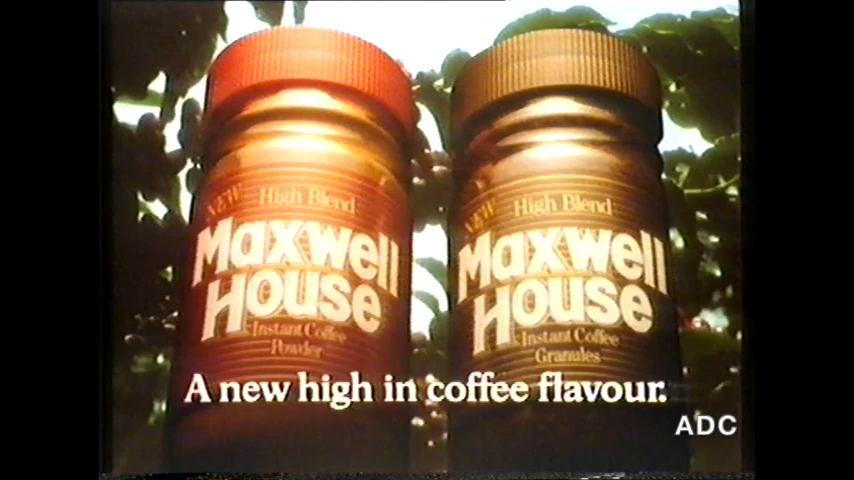 NEW High Blend
Maxwell
House
Instant Coffee
Powder
NEW High Blend
Maxwell
House
Instant Coffee
Granules
A new high in coffee flavour.
ADC